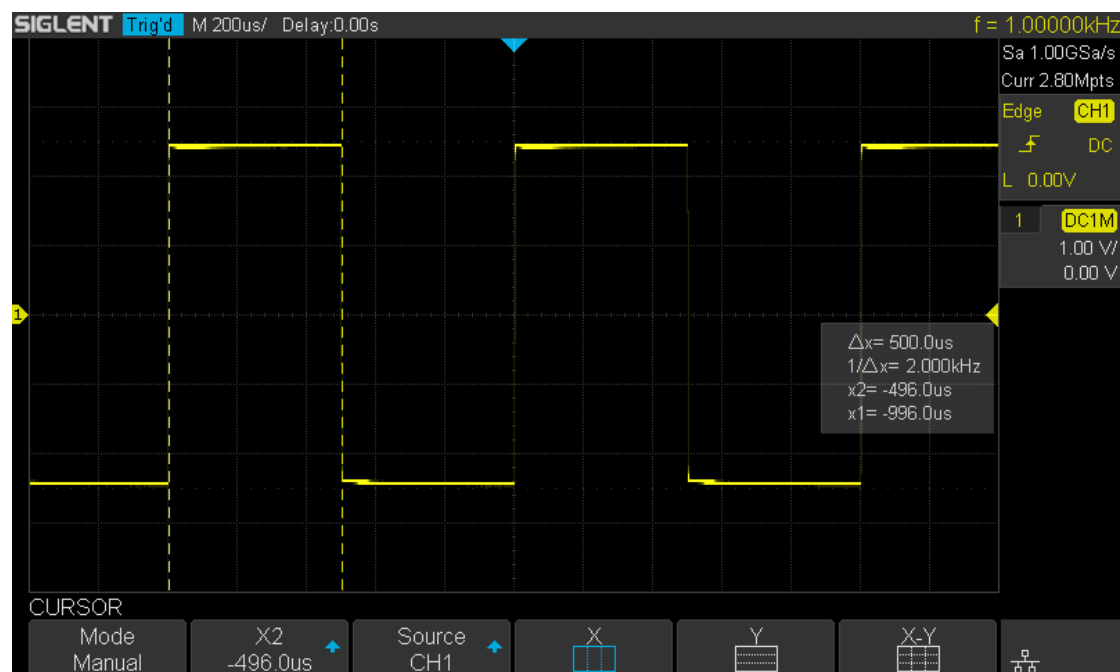 SIGLENT Trig'd M 200us/ Delay:0.00s f = 1.00000kHz
Sa 1.00GSa/s
Curr 2.80Mpts
Edge CH1
DC
L 0.00V
1 DC1M
1.00 V/
0.00 V
1
△x= 500.0us
1/△x= 2.000kHz
x2= -496.0us
x1= -996.0us
CURSOR
Mode X2 Source X Y X-Y
Manual -496.0us CH1